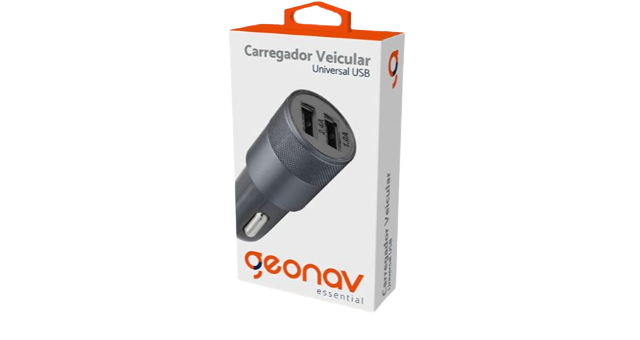 Carregador Veicular
Universal USB
2.4A
1.0A
geonav
essential
g
Carregador Veicular
Universal USB